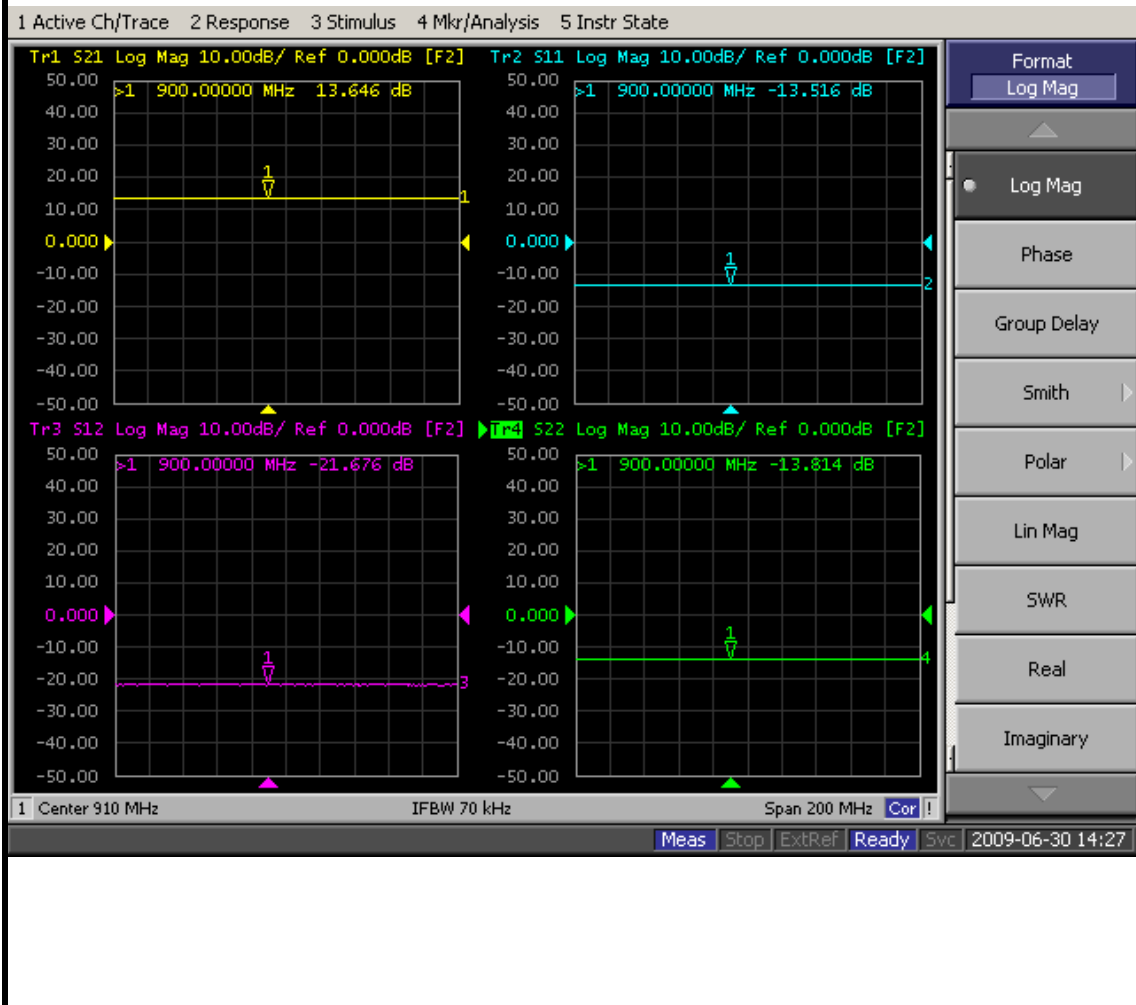 1 Active Ch/Trace 2 Response 3 Stimulus 4 Mkr/Analysis 5 Instr State
Tr1 S21 Log Mag 10.00dB/ Ref 0.000dB [F2]
50.00
>1 900.00000 MHz 13.646 dB
40.00
30.00
20.00
1
10.00
1
0.000
-10.00
-20.00
-30.00
-40.00
-50.00
Tr2 S11 Log Mag 10.00dB/ Ref 0.000dB [F2]
50.00
>1 900.00000 MHz -13.516 dB
40.00
30.00
20.00
10.00
0.000
1
-10.00
2
-20.00
-30.00
-40.00
-50.00
Tr3 S12 Log Mag 10.00dB/ Ref 0.000dB [F2]
50.00
>1 900.00000 MHz -21.676 dB
40.00
30.00
20.00
10.00
0.000
-10.00
1
-20.00
3
-30.00
-40.00
-50.00
Tr4 S22 Log Mag 10.00dB/ Ref 0.000dB [F2]
50.00
>1 900.00000 MHz -13.814 dB
40.00
30.00
20.00
10.00
0.000
1
-10.00
4
-20.00
-30.00
-40.00
-50.00
Format
Log Mag
Log Mag
Phase
Group Delay
Smith
Polar
Lin Mag
SWR
Real
Imaginary
1 Center 910 MHz IFBW 70 kHz Span 200 MHz Cor !
Meas Stop ExtRef Ready Svc 2009-06-30 14:27